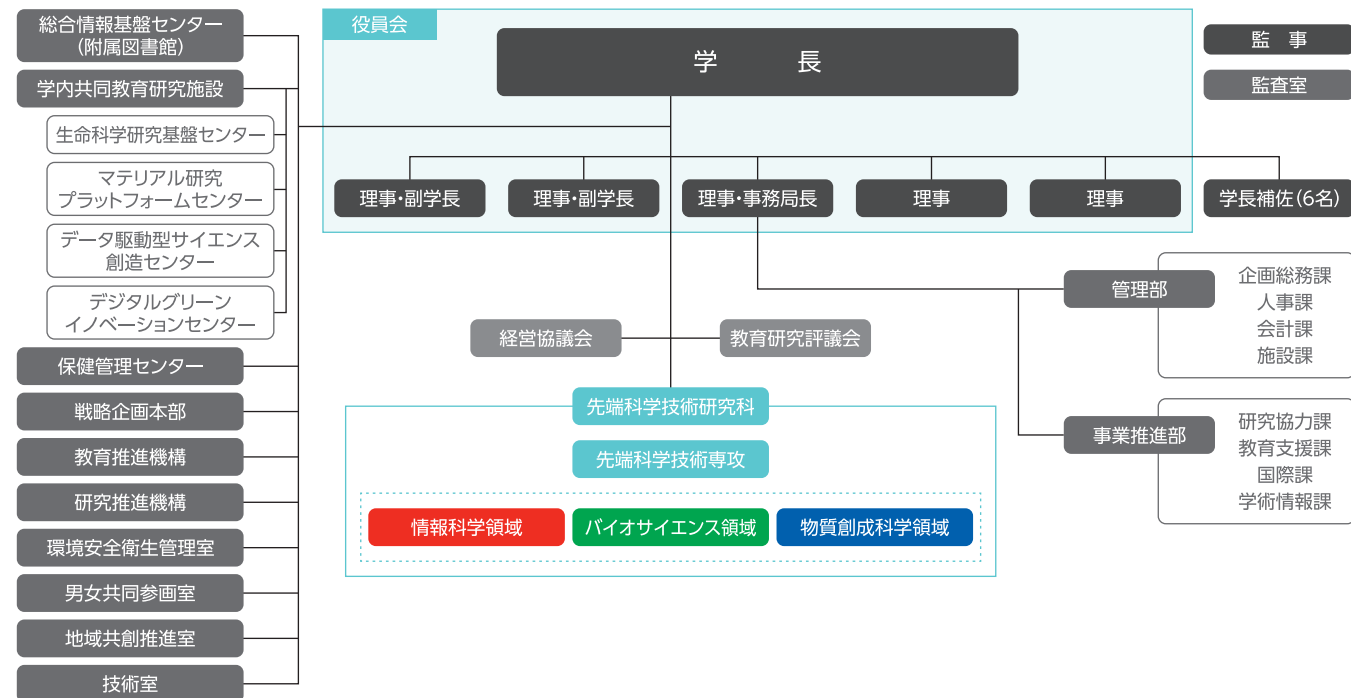 総合情報基盤センター
(附属図書館)
学内共同教育研究施設
生命科学研究基盤センター
マテリアル研究
プラットフォームセンター
データ駆動型サイエンス
創造センター
デジタルグリーン
イノベーションセンター
保健管理センター
戦略企画本部
教育推進機構
研究推進機構
環境安全衛生管理室
男女共同参画室
地域共創推進室
技術室
役員会
学 長
理事・副学長
理事・副学長
理事・事務局長
理事
理事
監 事
監査室
学長補佐(6名)
経営協議会
教育研究評議会
先端科学技術研究科
先端科学技術専攻
情報科学領域
バイオサイエンス領域
物質創成科学領域
管理部
企画総務課
人事課
会計課
施設課
事業推進部
研究協力課
教育支援課
国際課
学術情報課